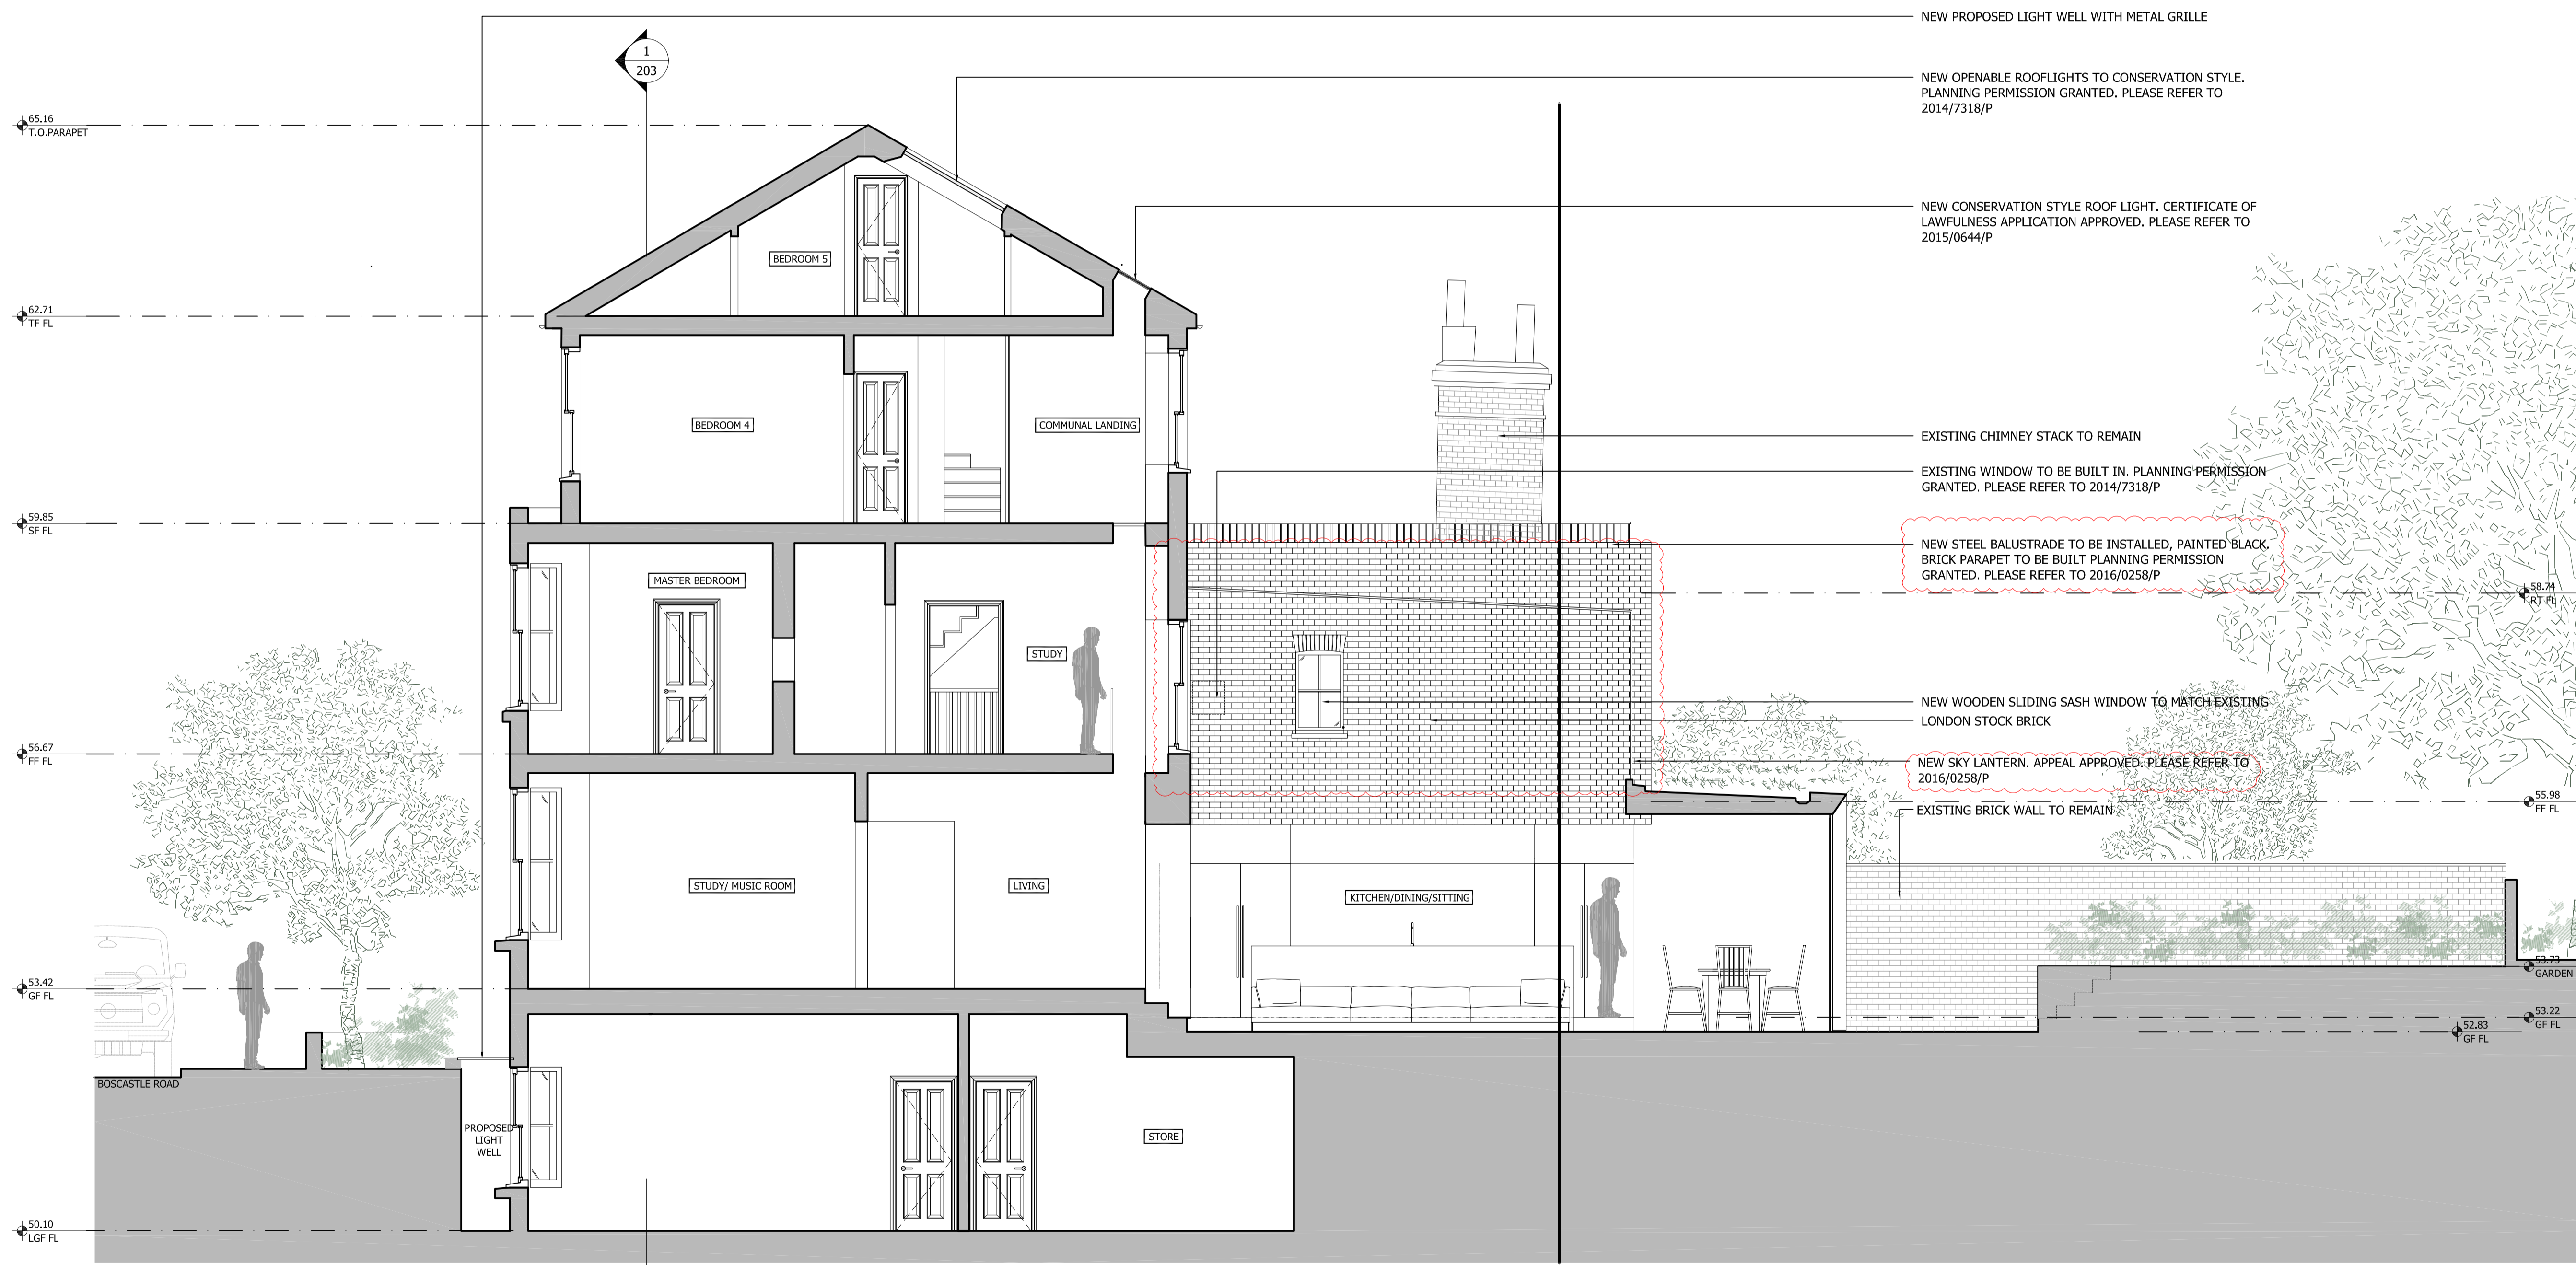 NEW PROPOSED LIGHT WELL WITH METAL GRILLE
1
203
NEW OPENABLE ROOFLIGHTS TO CONSERVATION STYLE.
PLANNING PERMISSION GRANTED. PLEASE REFER TO
2014/7318/P
65.16
T.O.PARAPET
NEW CONSERVATION STYLE ROOF LIGHT. CERTIFICATE OF
LAWFULNESS APPLICATION APPROVED. PLEASE REFER TO
2015/0644/P
BEDROOM 5
62.71
TF FL
BEDROOM 4
COMMUNAL LANDING
EXISTING CHIMNEY STACK TO REMAIN
EXISTING WINDOW TO BE BUILT IN. PLANNING PERMISSION
GRANTED. PLEASE REFER TO 2014/7318/P
59.85
SF FL
NEW STEEL BALUSTRADE TO BE INSTALLED, PAINTED BLACK.
BRICK PARAPET TO BE BUILT PLANNING PERMISSION
GRANTED. PLEASE REFER TO 2016/0258/P
MASTER BEDROOM
58.74
RT FL
STUDY
NEW WOODEN SLIDING SASH WINDOW TO MATCH EXISTING
LONDON STOCK BRICK
56.67
FF FL
NEW SKY LANTERN. APPEAL APPROVED. PLEASE REFER TO
2016/0258/P
55.98
FF FL
EXISTING BRICK WALL TO REMAIN
STUDY/ MUSIC ROOM
LIVING
KITCHEN/DINING/SITTING
53.73
GARDEN
53.42
GF FL
53.22
GF FL
52.83
GF FL
BOSCASTLE ROAD
PROPOSED
LIGHT
WELL
STORE
50.10
LGF FL